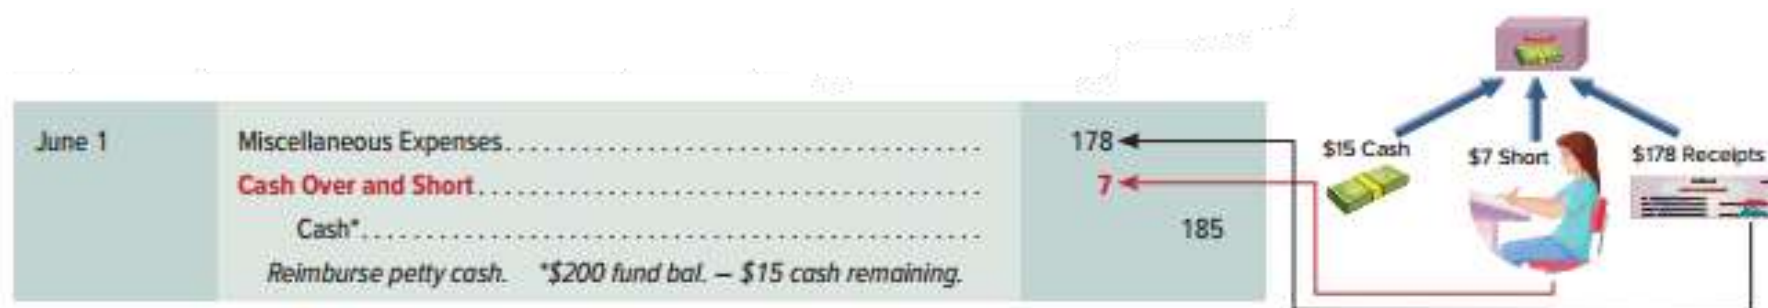 June 1 Miscellaneous Expenses........................................ 178
Cash Over and Short........................................ 7
Cash*........................................ 185
Reimburse petty cash. *$200 fund bal. – $15 cash remaining.
$15 Cash $7 Short $178 Receipts